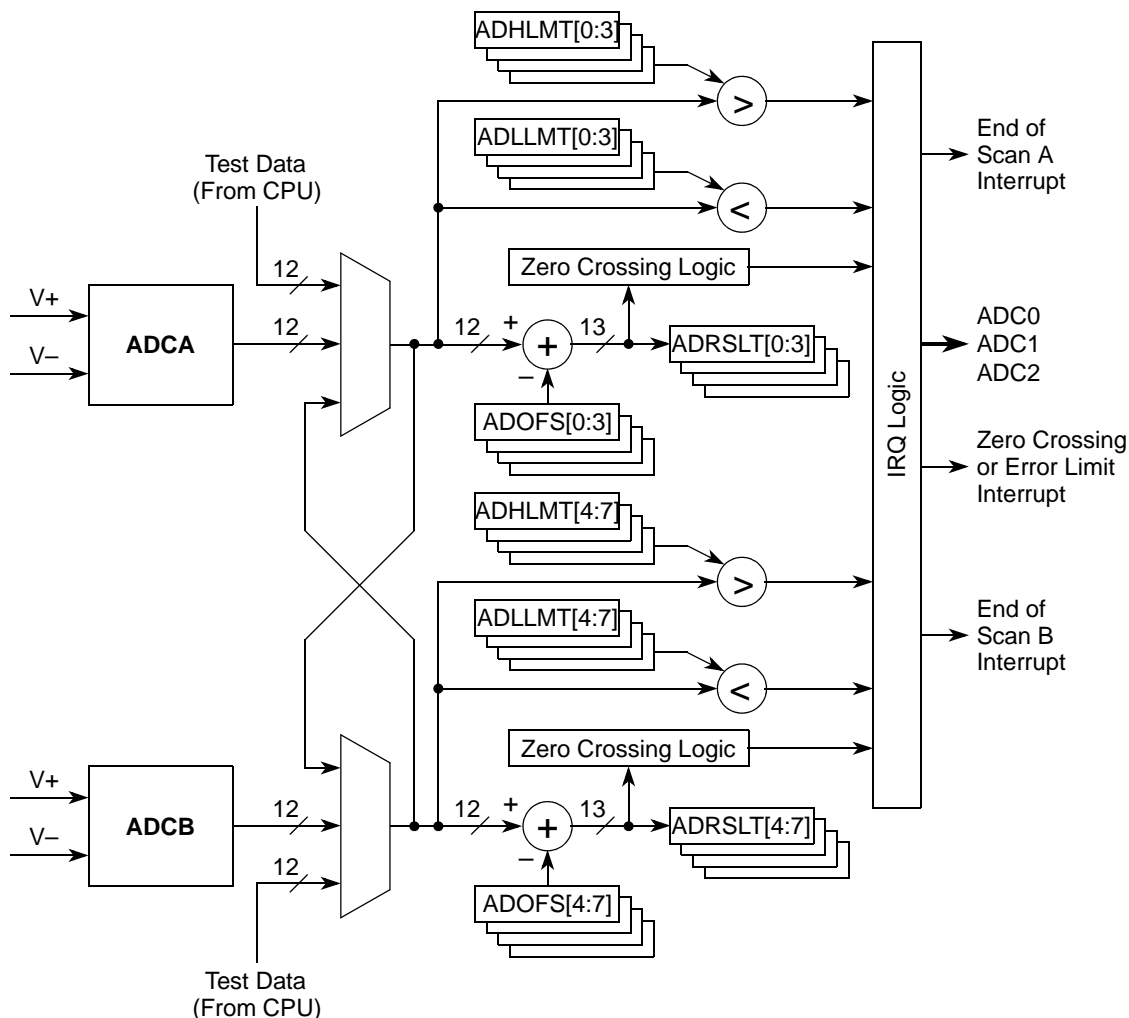 ADHLMT[0:3]
>
ADLLMT[0:3]
<
Test Data
(From CPU)
12
Zero Crossing Logic
V+
V–
ADCA
12
12
+
+
–
13
ADRSLT[0:3]
ADOFS[0:3]
IRQ Logic
End of
Scan A
Interrupt
ADC0
ADC1
ADC2
Zero Crossing
or Error Limit
Interrupt
End of
Scan B
Interrupt
ADHLMT[4:7]
>
ADLLMT[4:7]
<
Zero Crossing Logic
V+
V–
ADCB
12
12
12
+
+
–
13
ADRSLT[4:7]
ADOFS[4:7]
Test Data
(From CPU)